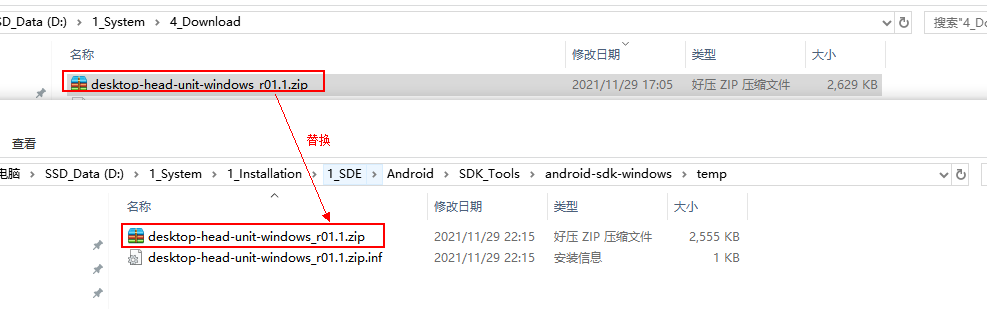 SD_Data (D:) > 1_System > 4_Download 搜索"4_Do
名称 修改日期 类型 大小
desktop-head-unit-windows_r01.1.zip 2021/11/29 17:05 好压 ZIP 压缩文件 2,629 KB
替换
查看
电脑 > SSD_Data (D:) > 1_System > 1_Installation > 1_SDE > Android > SDK_Tools > android-sdk-windows > temp
名称 修改日期 类型 大小
desktop-head-unit-windows_r01.1.zip 2021/11/29 22:15 好压 ZIP 压缩文件 2,555 KB
desktop-head-unit-windows_r01.1.zip.inf 2021/11/29 22:15 安装信息 1 KB